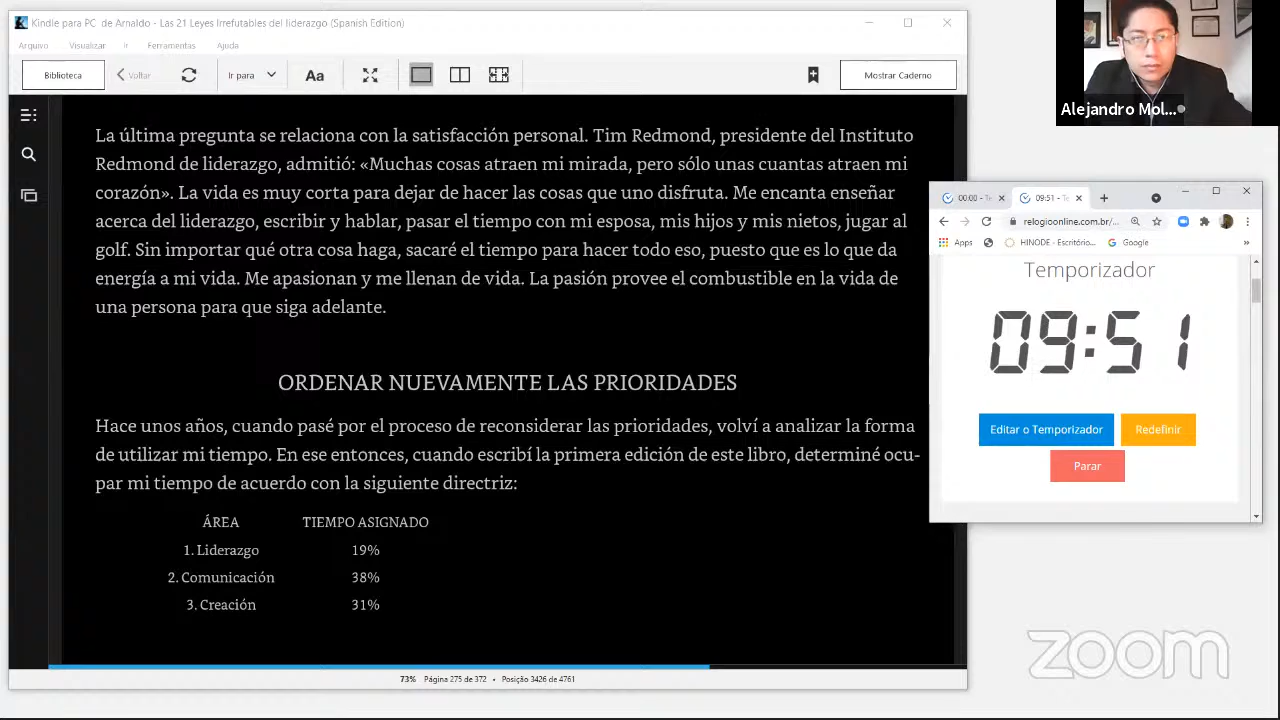 Kindle para PC de Arnaldo - Las 21 Leyes Irrefutables del liderazgo (Spanish Edition)
Arquivo Visualizar Ir Ferramentas Ajuda
Biblioteca Voltar Ir para Aa Mostrar Caderno
La última pregunta se relaciona con la satisfacción personal. Tim Redmond, presidente del Instituto
Redmond de liderazgo, admitió: «Muchas cosas atraen mi mirada, pero sólo unas cuantas atraen mi
corazón». La vida es muy corta para dejar de hacer las cosas que uno disfruta. Me encanta enseñar
acerca del liderazgo, escribir y hablar, pasar el tiempo con mi esposa, mis hijos y mis nietos, jugar al
golf. Sin importar qué otra cosa haga, sacaré el tiempo para hacer todo eso, puesto que es lo que da
energía a mi vida. Me apasionan y me llenan de vida. La pasión provee el combustible en la vida de
una persona para que siga adelante.
ORDENAR NUEVAMENTE LAS PRIORIDADES
Hace unos años, cuando pasé por el proceso de reconsiderar las prioridades, volví a analizar la forma
de utilizar mi tiempo. En ese entonces, cuando escribí la primera edición de este libro, determiné ocu-
par mi tiempo de acuerdo con la siguiente directriz:
ÁREA TIEMPO ASIGNADO
1. Liderazgo 19%
2. Comunicación 38%
3. Creación 31%
73% Página 275 de 372 • Posição 3426 de 4761
Alejandro Mol...
00:00 - Te 09:51 - Te
relogioonline.com.br/...
Apps HINODE - Escritório... Google »
Temporizador
09:51
Editar o Temporizador Redefinir
Parar
zoom